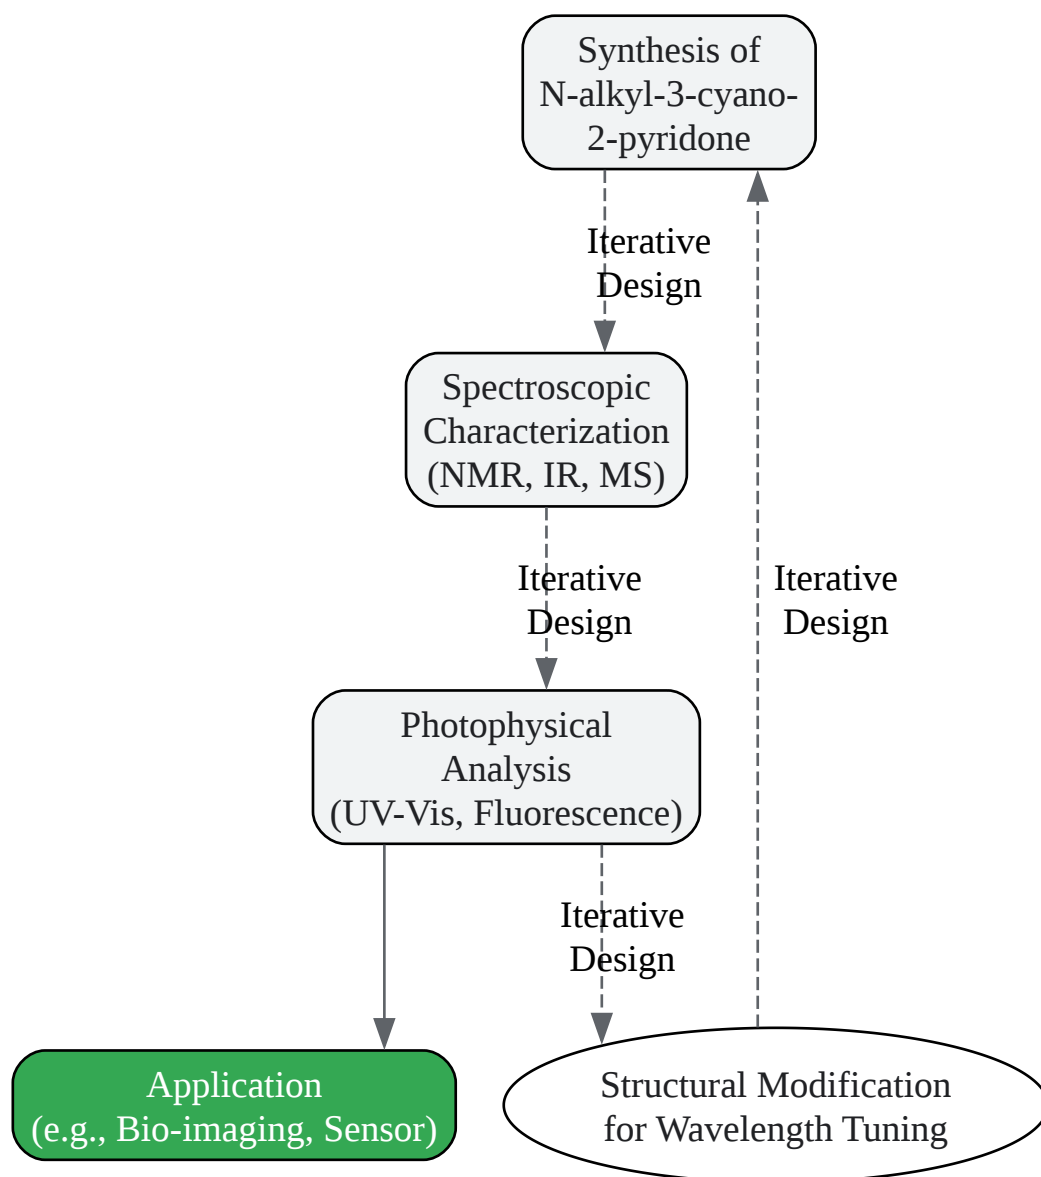 Synthesis of
N-alkyl-3-cyano-
2-pyridone
Iterative
Design
Spectroscopic
Characterization
(NMR, IR, MS)
Iterative
Design
Iterative
Design
Photophysical
Analysis
(UV-Vis, Fluorescence)
Iterative
Design
Application
(e.g., Bio-imaging, Sensor)
Structural Modification
for Wavelength Tuning